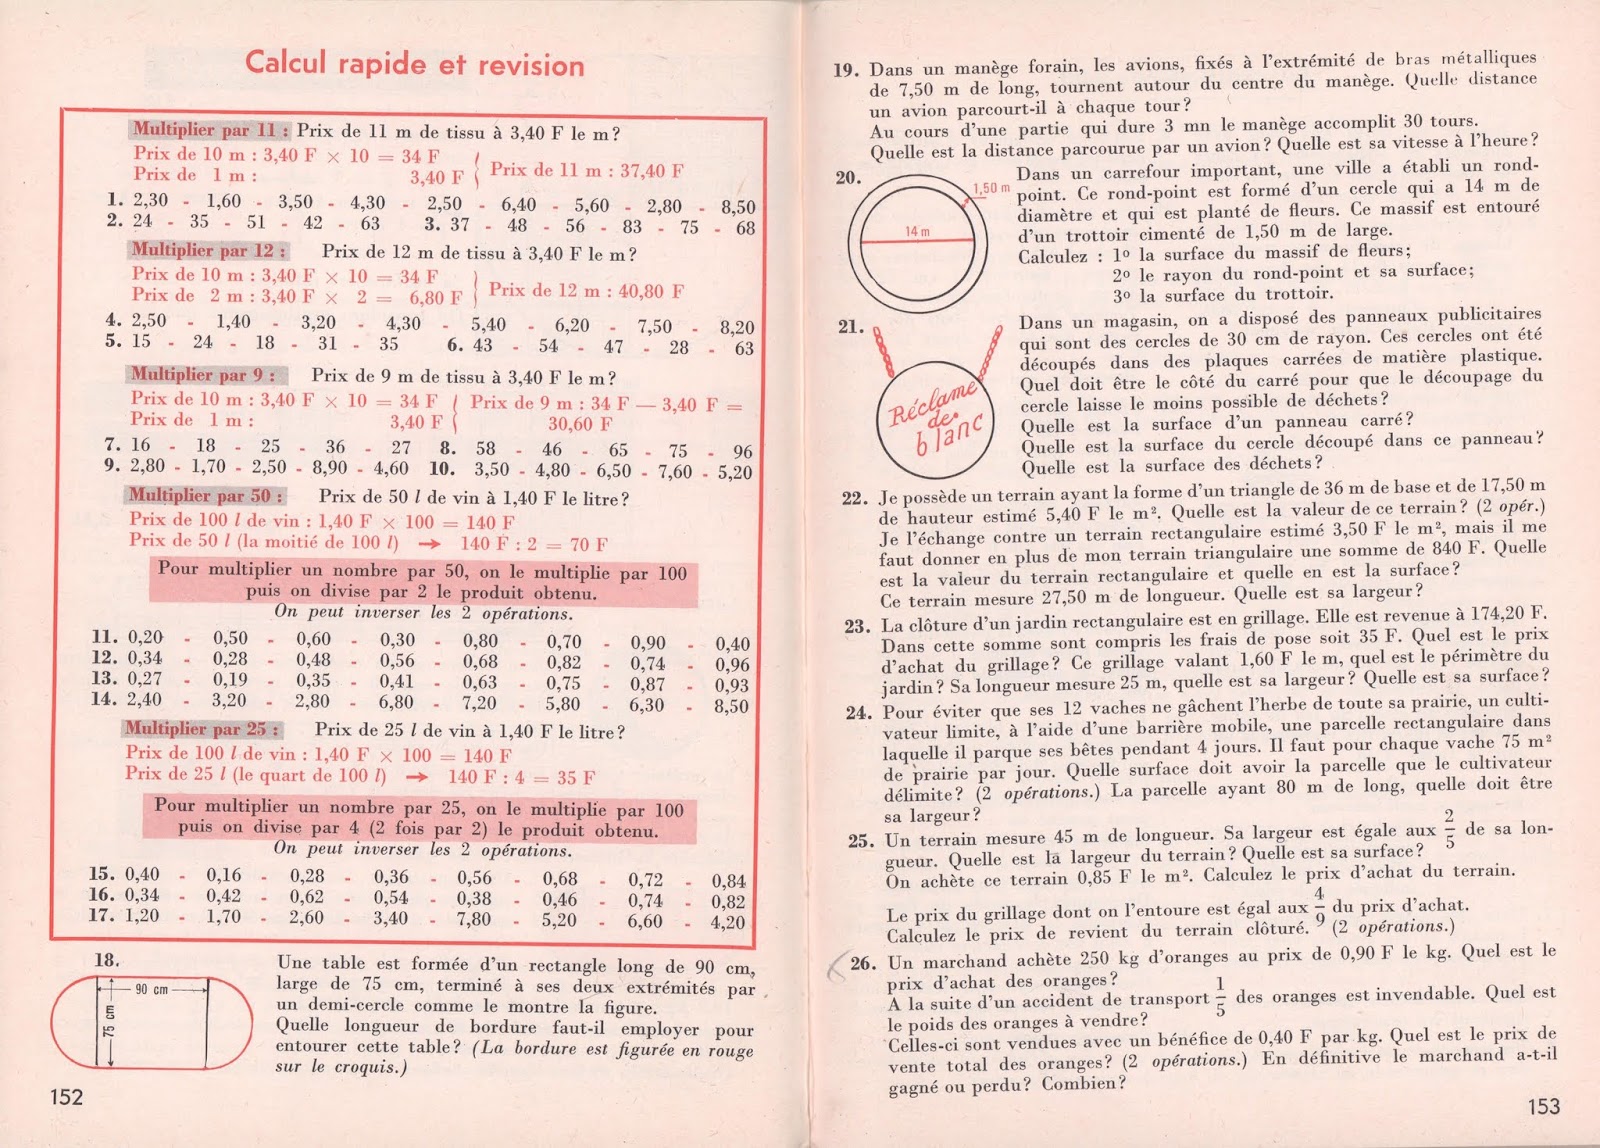 Calcul rapide et revision
Multiplier par 11 : Prix de 11 m de tissu à 3,40 F le m ?
Prix de 10 m : 3,40 F × 10 = 34 F
Prix de 1 m : 3,40 F
Prix de 11 m : 37,40 F
1. 2,30 - 1,60 - 3,50 - 4,30 - 2,50 - 6,40 - 5,60 - 2,80 - 8,50
2. 24 - 35 - 51 - 42 - 63 3. 37 - 48 - 56 - 83 - 75 - 68
Multiplier par 12 : Prix de 12 m de tissu à 3,40 F le m ?
Prix de 10 m : 3,40 F × 10 = 34 F
Prix de 2 m : 3,40 F × 2 = 6,80 F
Prix de 12 m : 40,80 F
4. 2,50 - 1,40 - 3,20 - 4,30 - 5,40 - 6,20 - 7,50 - 8,20
5. 15 - 24 - 18 - 31 - 35 6. 43 - 54 - 47 - 28 - 63
Multiplier par 9 : Prix de 9 m de tissu à 3,40 F le m ?
Prix de 10 m : 3,40 F × 10 = 34 F
Prix de 1 m : 3,40 F
Prix de 9 m : 34 F — 3,40 F =
30,60 F
7. 16 - 18 - 25 - 36 - 27 8. 58 - 46 - 65 - 75 - 96
9. 2,80 - 1,70 - 2,50 - 8,90 - 4,60 10. 3,50 - 4,80 - 6,50 - 7,60 - 5,20
Multiplier par 50 : Prix de 50 l de vin à 1,40 F le litre ?
Prix de 100 l de vin : 1,40 F × 100 = 140 F
Prix de 50 l (la moitié de 100 l) → 140 F : 2 = 70 F
Pour multiplier un nombre par 50, on le multiplie par 100
puis on divise par 2 le produit obtenu.
On peut inverser les 2 opérations.
11. 0,20 - 0,50 - 0,60 - 0,30 - 0,80 - 0,70 - 0,90 - 0,40
12. 0,34 - 0,28 - 0,48 - 0,56 - 0,68 - 0,82 - 0,74 - 0,96
13. 0,27 - 0,19 - 0,35 - 0,41 - 0,63 - 0,75 - 0,87 - 0,93
14. 2,40 - 3,20 - 2,80 - 6,80 - 7,20 - 5,80 - 6,30 - 8,50
Multiplier par 25 : Prix de 25 l de vin à 1,40 F le litre ?
Prix de 100 l de vin : 1,40 F × 100 = 140 F
Prix de 25 l (le quart de 100 l) → 140 F : 4 = 35 F
Pour multiplier un nombre par 25, on le multiplie par 100
puis on divise par 4 (2 fois par 2) le produit obtenu.
On peut inverser les 2 opérations.
15. 0,40 - 0,16 - 0,28 - 0,36 - 0,56 - 0,68 - 0,72 - 0,84
16. 0,34 - 0,42 - 0,62 - 0,54 - 0,38 - 0,46 - 0,74 - 0,82
17. 1,20 - 1,70 - 2,60 - 3,40 - 7,80 - 5,20 - 6,60 - 4,20
18.
90 cm
75 cm
Une table est formée d'un rectangle long de 90 cm,
large de 75 cm, terminé à ses deux extrémités par
un demi-cercle comme le montre la figure.
Quelle longueur de bordure faut-il employer pour
entourer cette table ? (La bordure est figurée en rouge
sur le croquis.)
152
19. Dans un manège forain, les avions, fixés à l'extrémité de bras métalliques
de 7,50 m de long, tournent autour du centre du manège. Quelle distance
un avion parcourt-il à chaque tour ?
Au cours d'une partie qui dure 3 mn le manège accomplit 30 tours.
Quelle est la distance parcourue par un avion ? Quelle est sa vitesse à l'heure ?
20.
1,50 m
14 m
Dans un carrefour important, une ville a établi un rond-
point. Ce rond-point est formé d'un cercle qui a 14 m de
diamètre et qui est planté de fleurs. Ce massif est entouré
d'un trottoir cimenté de 1,50 m de large.
Calculez : 1º la surface du massif de fleurs ;
2º le rayon du rond-point et sa surface ;
3º la surface du trottoir.
21.
Réclame
de
blanc
Dans un magasin, on a disposé des panneaux publicitaires
qui sont des cercles de 30 cm de rayon. Ces cercles ont été
découpés dans des plaques carrées de matière plastique.
Quel doit être le côté du carré pour que le découpage du
cercle laisse le moins possible de déchets ?
Quelle est la surface d'un panneau carré ?
Quelle est la surface du cercle découpé dans ce panneau ?
Quelle est la surface des déchets ?
22. Je possède un terrain ayant la forme d'un triangle de 36 m de base et de 17,50 m
de hauteur estimé 5,40 F le m². Quelle est la valeur de ce terrain ? (2 opér.)
Je l'échange contre un terrain rectangulaire estimé 3,50 F le m², mais il me
faut donner en plus de mon terrain triangulaire une somme de 840 F. Quelle
est la valeur du terrain rectangulaire et quelle en est la surface ?
Ce terrain mesure 27,50 m de longueur. Quelle est sa largeur ?
23. La clôture d'un jardin rectangulaire est en grillage. Elle est revenue à 174,20 F.
Dans cette somme sont compris les frais de pose soit 35 F. Quel est le prix
d'achat du grillage ? Ce grillage valant 1,60 F le m, quel est le périmètre du
jardin ? Sa longueur mesure 25 m, quelle est sa largeur ? Quelle est sa surface ?
24. Pour éviter que ses 12 vaches ne gâchent l'herbe de toute sa prairie, un culti-
vateur limite, à l'aide d'une barrière mobile, une parcelle rectangulaire dans
laquelle il parque ses bêtes pendant 4 jours. Il faut pour chaque vache 75 m²
de prairie par jour. Quelle surface doit avoir la parcelle que le cultivateur
délimite ? (2 opérations.) La parcelle ayant 80 m de long, quelle doit être
sa largeur ?
25. Un terrain mesure 45 m de longueur. Sa largeur est égale aux 2/5 de sa lon-
gueur. Quelle est la largeur du terrain ? Quelle est sa surface ?
On achète ce terrain 0,85 F le m². Calculez le prix d'achat du terrain.
Le prix du grillage dont on l'entoure est égal aux 4/9 du prix d'achat.
Calculez le prix de revient du terrain clôturé. (2 opérations.)
26. Un marchand achète 250 kg d'oranges au prix de 0,90 F le kg. Quel est le
prix d'achat des oranges ?
A la suite d'un accident de transport 1/5 des oranges est invendable. Quel est
le poids des oranges à vendre ?
Celles-ci sont vendues avec un bénéfice de 0,40 F par kg. Quel est le prix de
vente total des oranges ? (2 opérations.) En définitive le marchand a-t-il
gagné ou perdu ? Combien ?
153